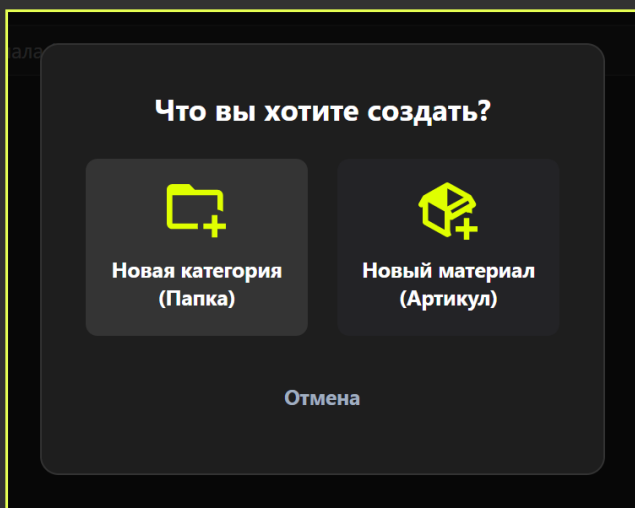 Что вы хотите создать?
Новая категория
(Папка)
Новый материал
(Артикул)
Отмена